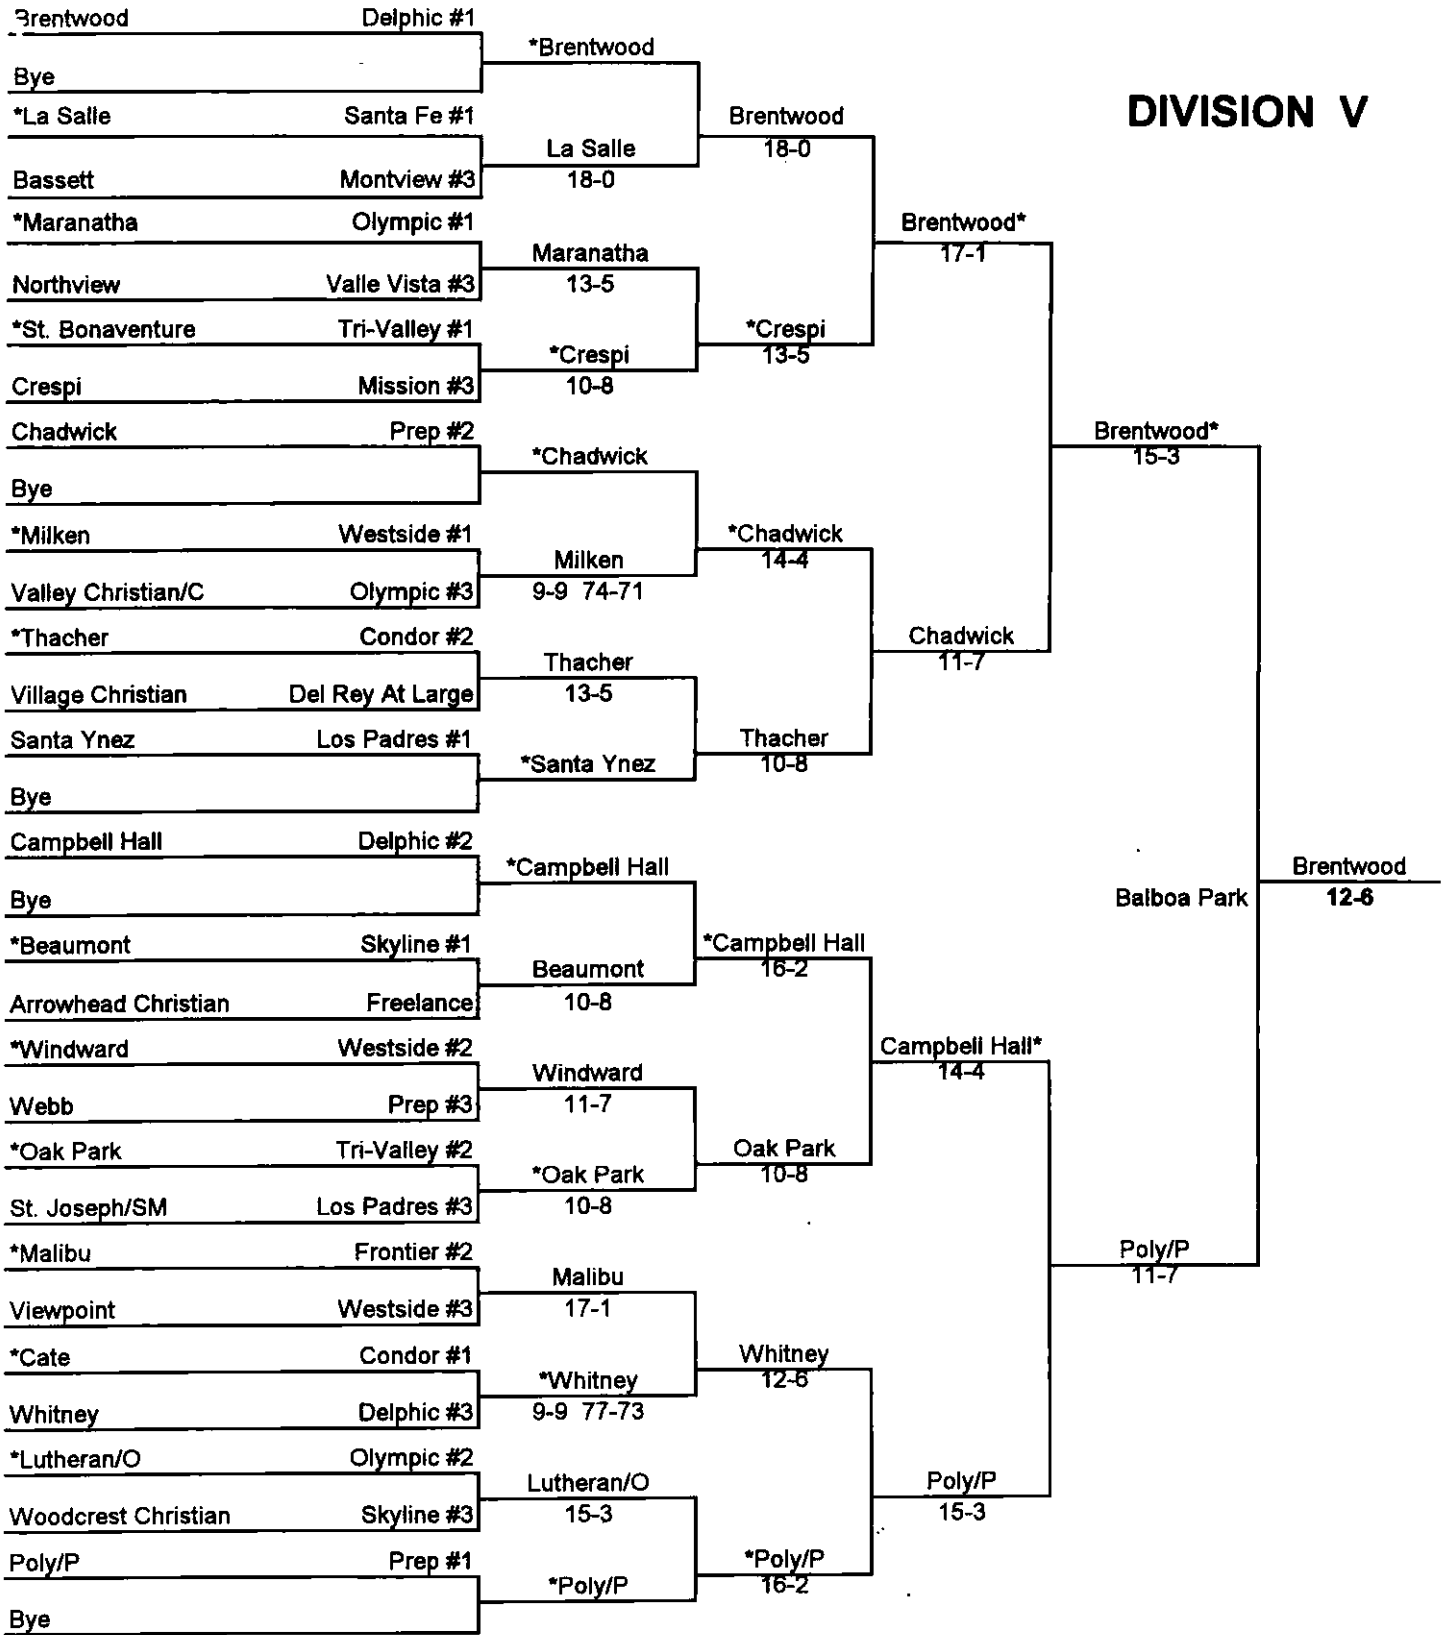 DIVISION V
Brentwood Delphic #1
Bye
*La Salle Santa Fe #1
Bassett Montview #3
*Maranatha Olympic #1
Northview Valle Vista #3
*St. Bonaventure Tri-Valley #1
Crespi Mission #3
Chadwick Prep #2
Bye
*Milken Westside #1
Valley Christian/C Olympic #3
*Thacher Condor #2
Village Christian Del Rey At Large
Santa Ynez Los Padres #1
Bye
Campbell Hall Delphic #2
Bye
*Beaumont Skyline #1
Arrowhead Christian Freelance
*Windward Westside #2
Webb Prep #3
*Oak Park Tri-Valley #2
St. Joseph/SM Los Padres #3
*Malibu Frontier #2
Viewpoint Westside #3
*Cate Condor #1
Whitney Delphic #3
*Lutheran/O Olympic #2
Woodcrest Christian Skyline #3
Poly/P Prep #1
Bye
*Brentwood
La Salle
18-0
Maranatha
13-5
*Crespi
10-8
*Chadwick
Milken
9-9 74-71
Thacher
13-5
*Santa Ynez
*Campbell Hall
Beaumont
10-8
Windward
11-7
*Oak Park
10-8
Malibu
17-1
*Whitney
9-9 77-73
Lutheran/O
15-3
*Poly/P
Brentwood
18-0
*Crespi
13-5
*Chadwick
14-4
Thacher
10-8
*Campbell Hall
16-2
Oak Park
10-8
Whitney
12-6
*Poly/P
16-2
Brentwood*
17-1
Chadwick
11-7
Campbell Hall*
14-4
Poly/P
15-3
Brentwood*
15-3
Poly/P
11-7
Balboa Park
Brentwood
12-6